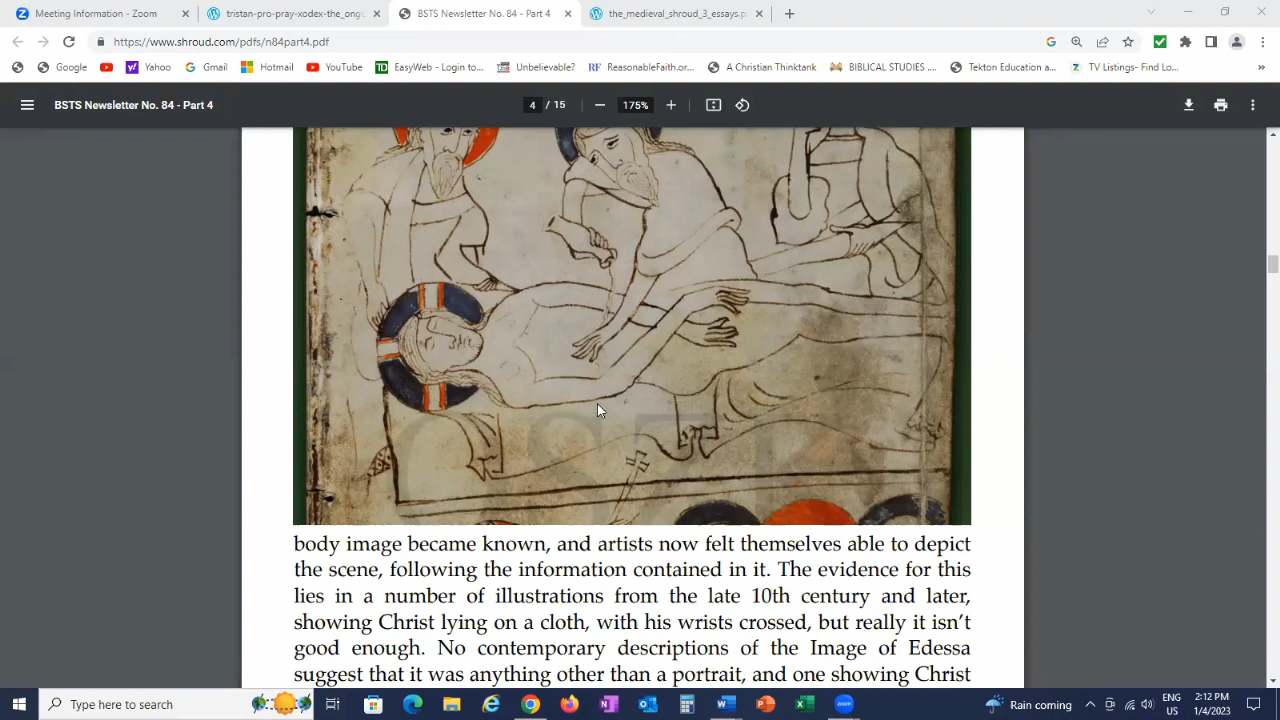 Meeting Information - Zoom
tristan-pro-pray-xodex-the_ong
BSTS Newsletter No. 84 - Part 4
the_medieval_shroud_3_essays.p
https://www.shroud.com/pdfs/n84part4.pdf
Google
Yahoo
Gmail
Hotmail
YouTube
EasyWeb - Login to...
Unbelievable?
RF ReasonableFaith.or...
A Christian Thinktank
BIBLICAL STUDIES ....
Tekton Education a...
TV Listings- Find Lo...
»
BSTS Newsletter No. 84 - Part 4
4 / 15
175%
body image became known, and artists now felt themselves able to depict
the scene, following the information contained in it. The evidence for this
lies in a number of illustrations from the late 10th century and later,
showing Christ lying on a cloth, with his wrists crossed, but really it isn't
good enough. No contemporary descriptions of the Image of Edessa
suggest that it was anything other than a portrait, and one showing Christ
Type here to search
Rain coming
ENG
US
2:12 PM
1/4/2023